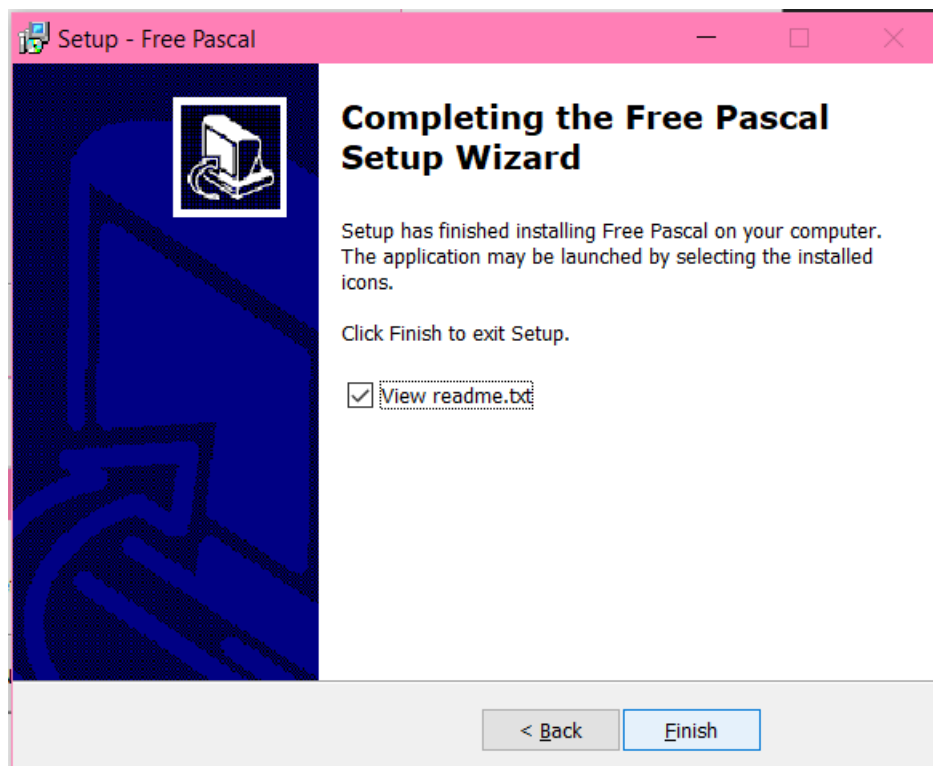 Setup - Free Pascal
Completing the Free Pascal
Setup Wizard
Setup has finished installing Free Pascal on your computer.
The application may be launched by selecting the installed
icons.
Click Finish to exit Setup.
View readme.txt
< Back
Finish